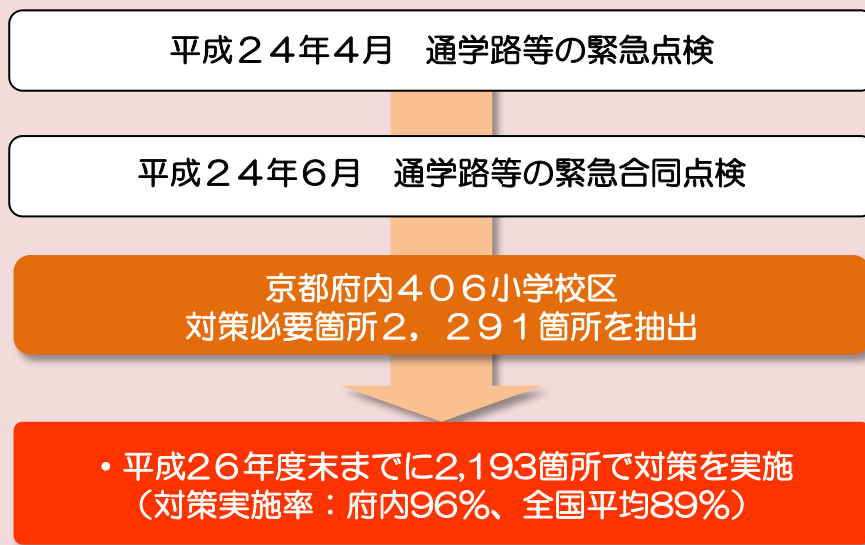 平成２４年４月　通学路等の緊急点検
平成２４年６月　通学路等の緊急合同点検
京都府内４０６小学校区
対策必要箇所２，２９１箇所を抽出
・平成26年度末までに2,193箇所で対策を実施
（対策実施率：府内96%、全国平均89%）